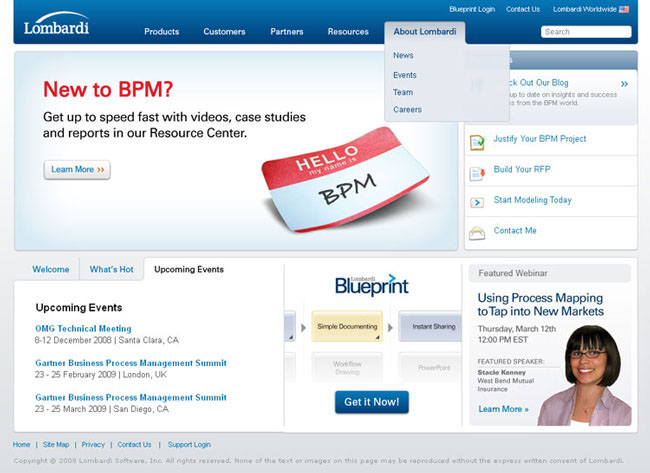 Blueprint Login | Contact Us | Lombardi Worldwide
Lombardi
Products
Customers
Partners
Resources
About Lombardi
Search
News
Events
Team
Careers
New to BPM?
Get up to speed fast with videos, case studies
and reports in our Resource Center.
Learn More »
HELLO
my name is
BPM
ck Out Our Blog »
up to date on insights and success
es from the BPM world.
Justify Your BPM Project
Build Your RFP
Start Modeling Today
Contact Me
Welcome
What's Hot
Upcoming Events
Upcoming Events
OMG Technical Meeting
8-12 December 2008 | Santa Clara, CA
Gartner Business Process Management Summit
23 - 25 February 2009 | London, UK
Gartner Business Process Management Summit
23 - 25 March 2009 | San Diego, CA
Lombardi
Blueprint
Simple Documenting
Instant Sharing
Workflow
Drawing
PowerPoint
Get it Now!
Featured Webinar
Using Process Mapping
to Tap into New Markets
Thursday, March 12th
12:00 PM EST
FEATURED SPEAKER:
Stacie Kenney
West Bend Mutual
Insurance
Learn More »
Home | Site Map | Privacy | Contact Us | Support Login
Copyright © 2008 Lombardi Software, Inc. All rights reserved. None of the text or images on this page may be reproduced without the express written consent of Lombardi.